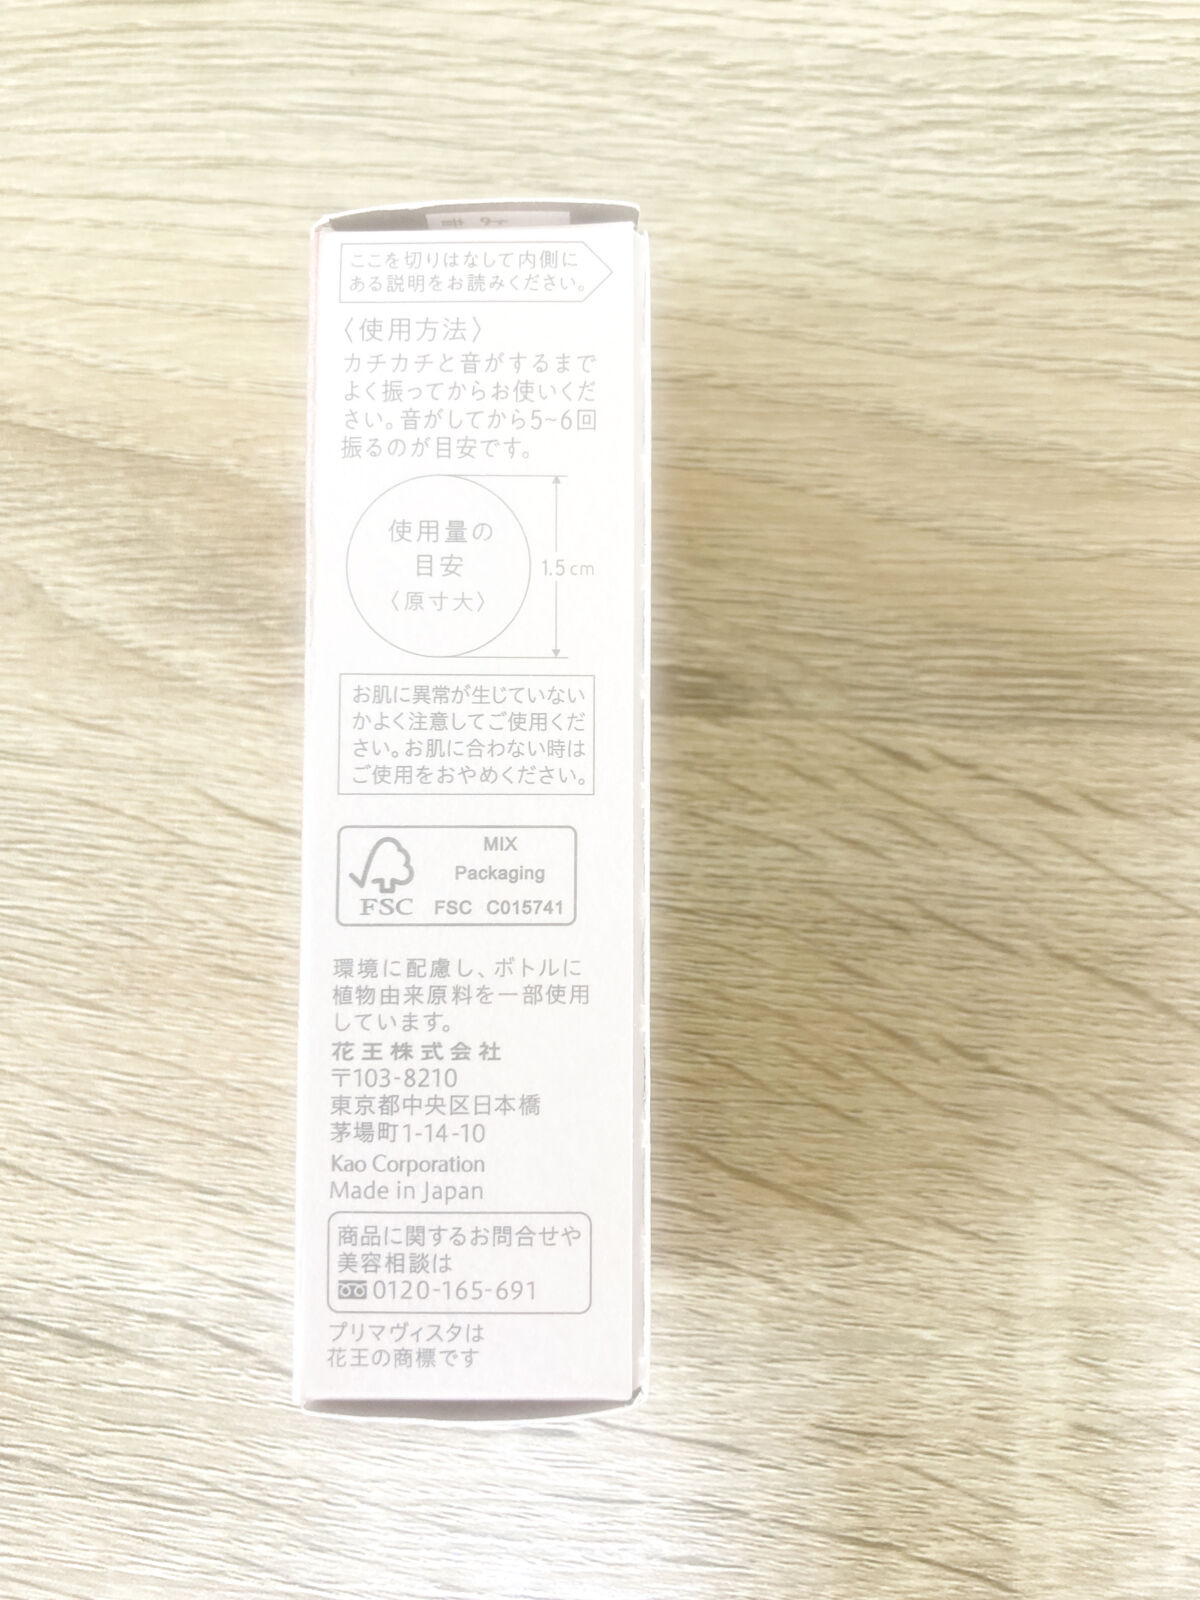 ここを切りはなして内側に
ある説明をお読みください。
〈使用方法〉
カチカチと音がするまで
よく振ってからお使いくだ
さい。音がしてから5~6回
振るのが目安です。
使用量の
目安
〈原寸大〉
1.5cm
お肌に異常が生じていない
かよく注意してご使用くだ
さい。お肌に合わない時は
ご使用をおやめください。
MIX
Packaging
FSC
FSC C015741
環境に配慮し、ボトルに
植物由来原料を一部使用
しています。
花王株式会社
〒103-8210
東京都中央区日本橋
茅場町1-14-10
Kao Corporation
Made in Japan
商品に関するお問合せや
美容相談は
0120-165-691
プリマヴィスタは
花王の商標です